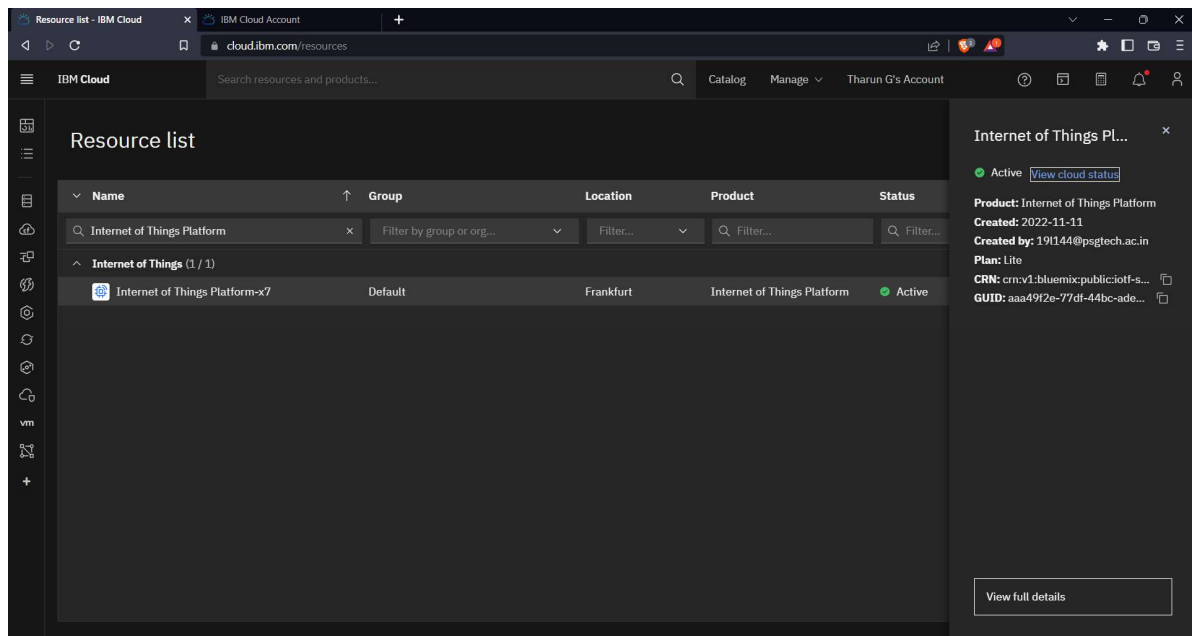 Resource list - IBM Cloud
IBM Cloud Account
cloud.ibm.com/resources
IBM Cloud
Search resources and products...
Catalog
Manage
Tharun G's Account
Resource list
Name
Group
Location
Product
Status
Internet of Things Platform
Filter by group or org...
Filter...
Filter...
Filter...
Internet of Things (1 / 1)
Internet of Things Platform-x7
Default
Frankfurt
Internet of Things Platform
Active
vm
Internet of Things Pl...
Active View cloud status
Product: Internet of Things Platform
Created: 2022-11-11
Created by: 19l144@psgtech.ac.in
Plan: Lite
CRN: crn:v1:bluemix:public:iotf-s...
GUID: aaa49f2e-77df-44bc-ade...
View full details